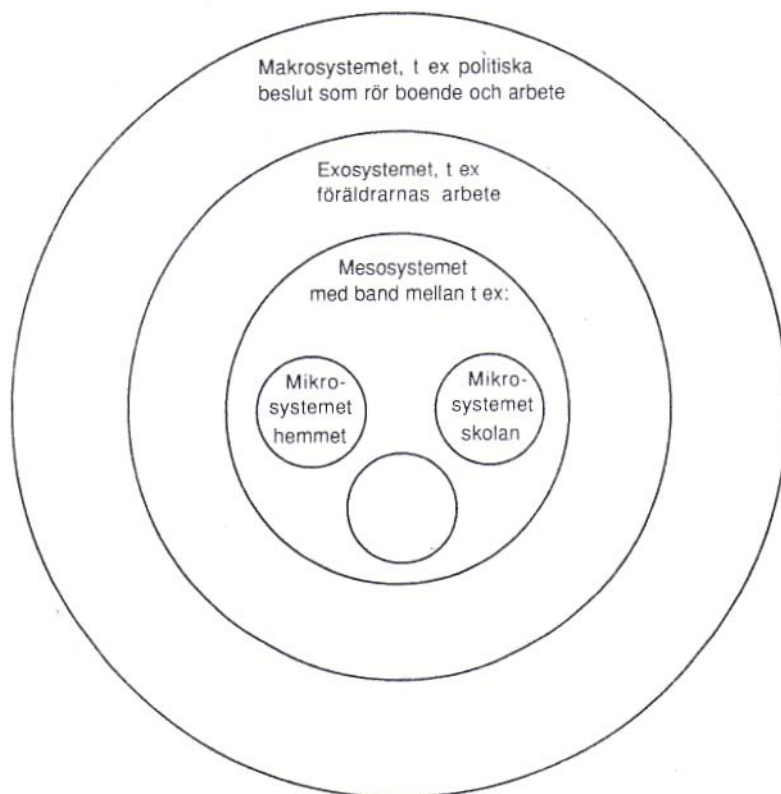 Makrosystemet, t ex politiska
beslut som rör boende och arbete
Exosystemet, t ex
föräldrarnas arbete
Mesosystemet
med band mellan t ex:
Mikro-
systemet
hemmet
Mikro-
systemet
skolan